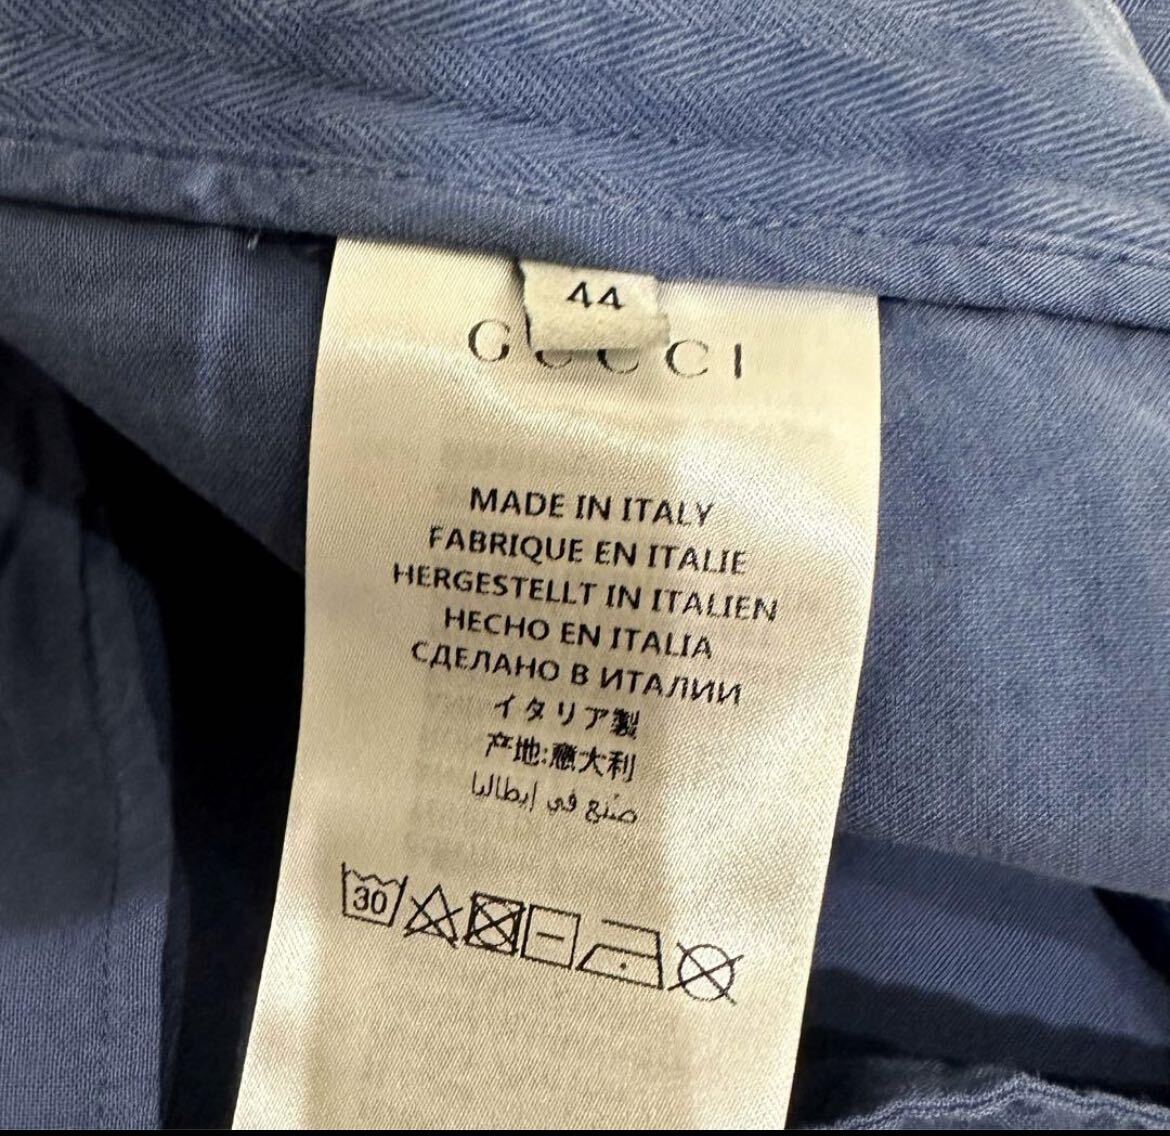 44
GUCCI
MADE IN ITALY
FABRIQUE EN ITALIE
HERGESTELLT IN ITALIEN
HECHO EN ITALIA
СДЕЛАНО В ИТАЛИИ
イタリア製
产地:意大利
صنع في إيطاليا
30